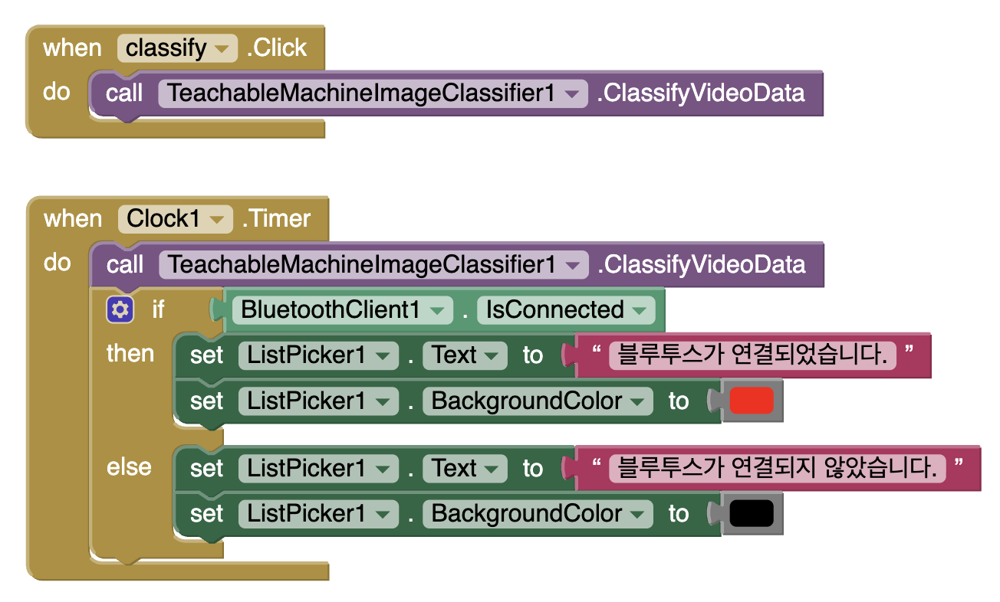 when classify .Click
do call TeachableMachineImageClassifier1 .ClassifyVideoData
when Clock1 .Timer
do call TeachableMachineImageClassifier1 .ClassifyVideoData
if BluetoothClient1 . IsConnected
then set ListPicker1 . Text to “ 블루투스가 연결되었습니다. ”
set ListPicker1 . BackgroundColor to
else set ListPicker1 . Text to “ 블루투스가 연결되지 않았습니다. ”
set ListPicker1 . BackgroundColor to